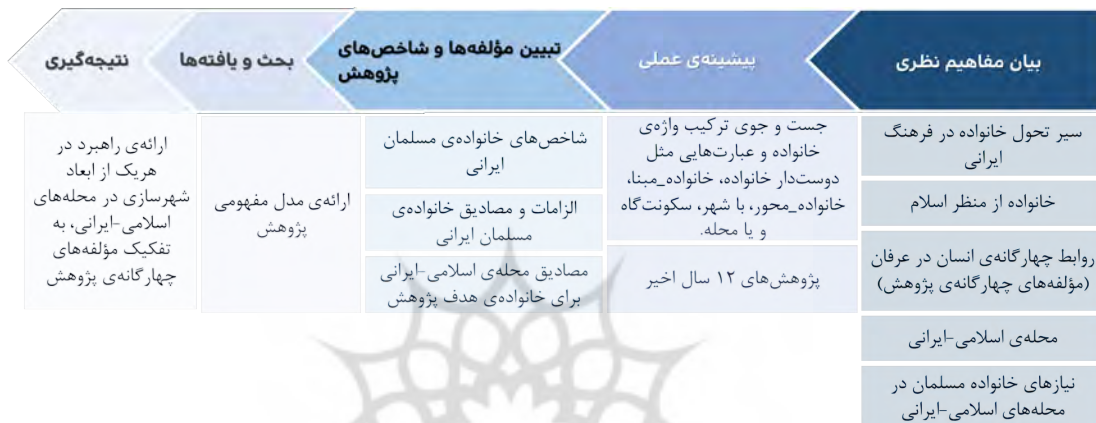 بیان مفاهیم نظری
سیر تحول خانواده در فرهنگ
ایرانی
خانواده از منظر اسلام
روابط چهارگانه‌ی انسان در عرفان
(مؤلفه‌های چهارگانه‌ی پژوهش)
محله‌ی اسلامی-ایرانی
نیازهای خانواده مسلمان در
محله‌های اسلامی-ایرانی
پیشینه‌ی عملی
جست و جوی ترکیب واژه‌ی
خانواده و عبارت‌هایی مثل
دوست‌دار خانواده، خانواده_مبنا،
خانواده_محور، با شهر، سکونت‌گاه
و یا محله.
پژوهش‌های ۱۲ سال اخیر
تبیین مؤلفه‌ها و شاخص‌های
پژوهش
شاخص‌های خانواده‌ی مسلمان
ایرانی
الزامات و مصادیق خانواده‌ی
مسلمان ایرانی
مصادیق محله‌ی اسلامی-ایرانی
برای خانواده‌ی هدف پژوهش
بحث و یافته‌ها
ارائه‌ی مدل مفهومی
پژوهش
نتیجه‌گیری
ارائه‌ی راهبرد در
هریک از ابعاد
شهرسازی در محله‌های
اسلامی-ایرانی، به
تفکیک مؤلفه‌های
چهارگانه‌ی پژوهش